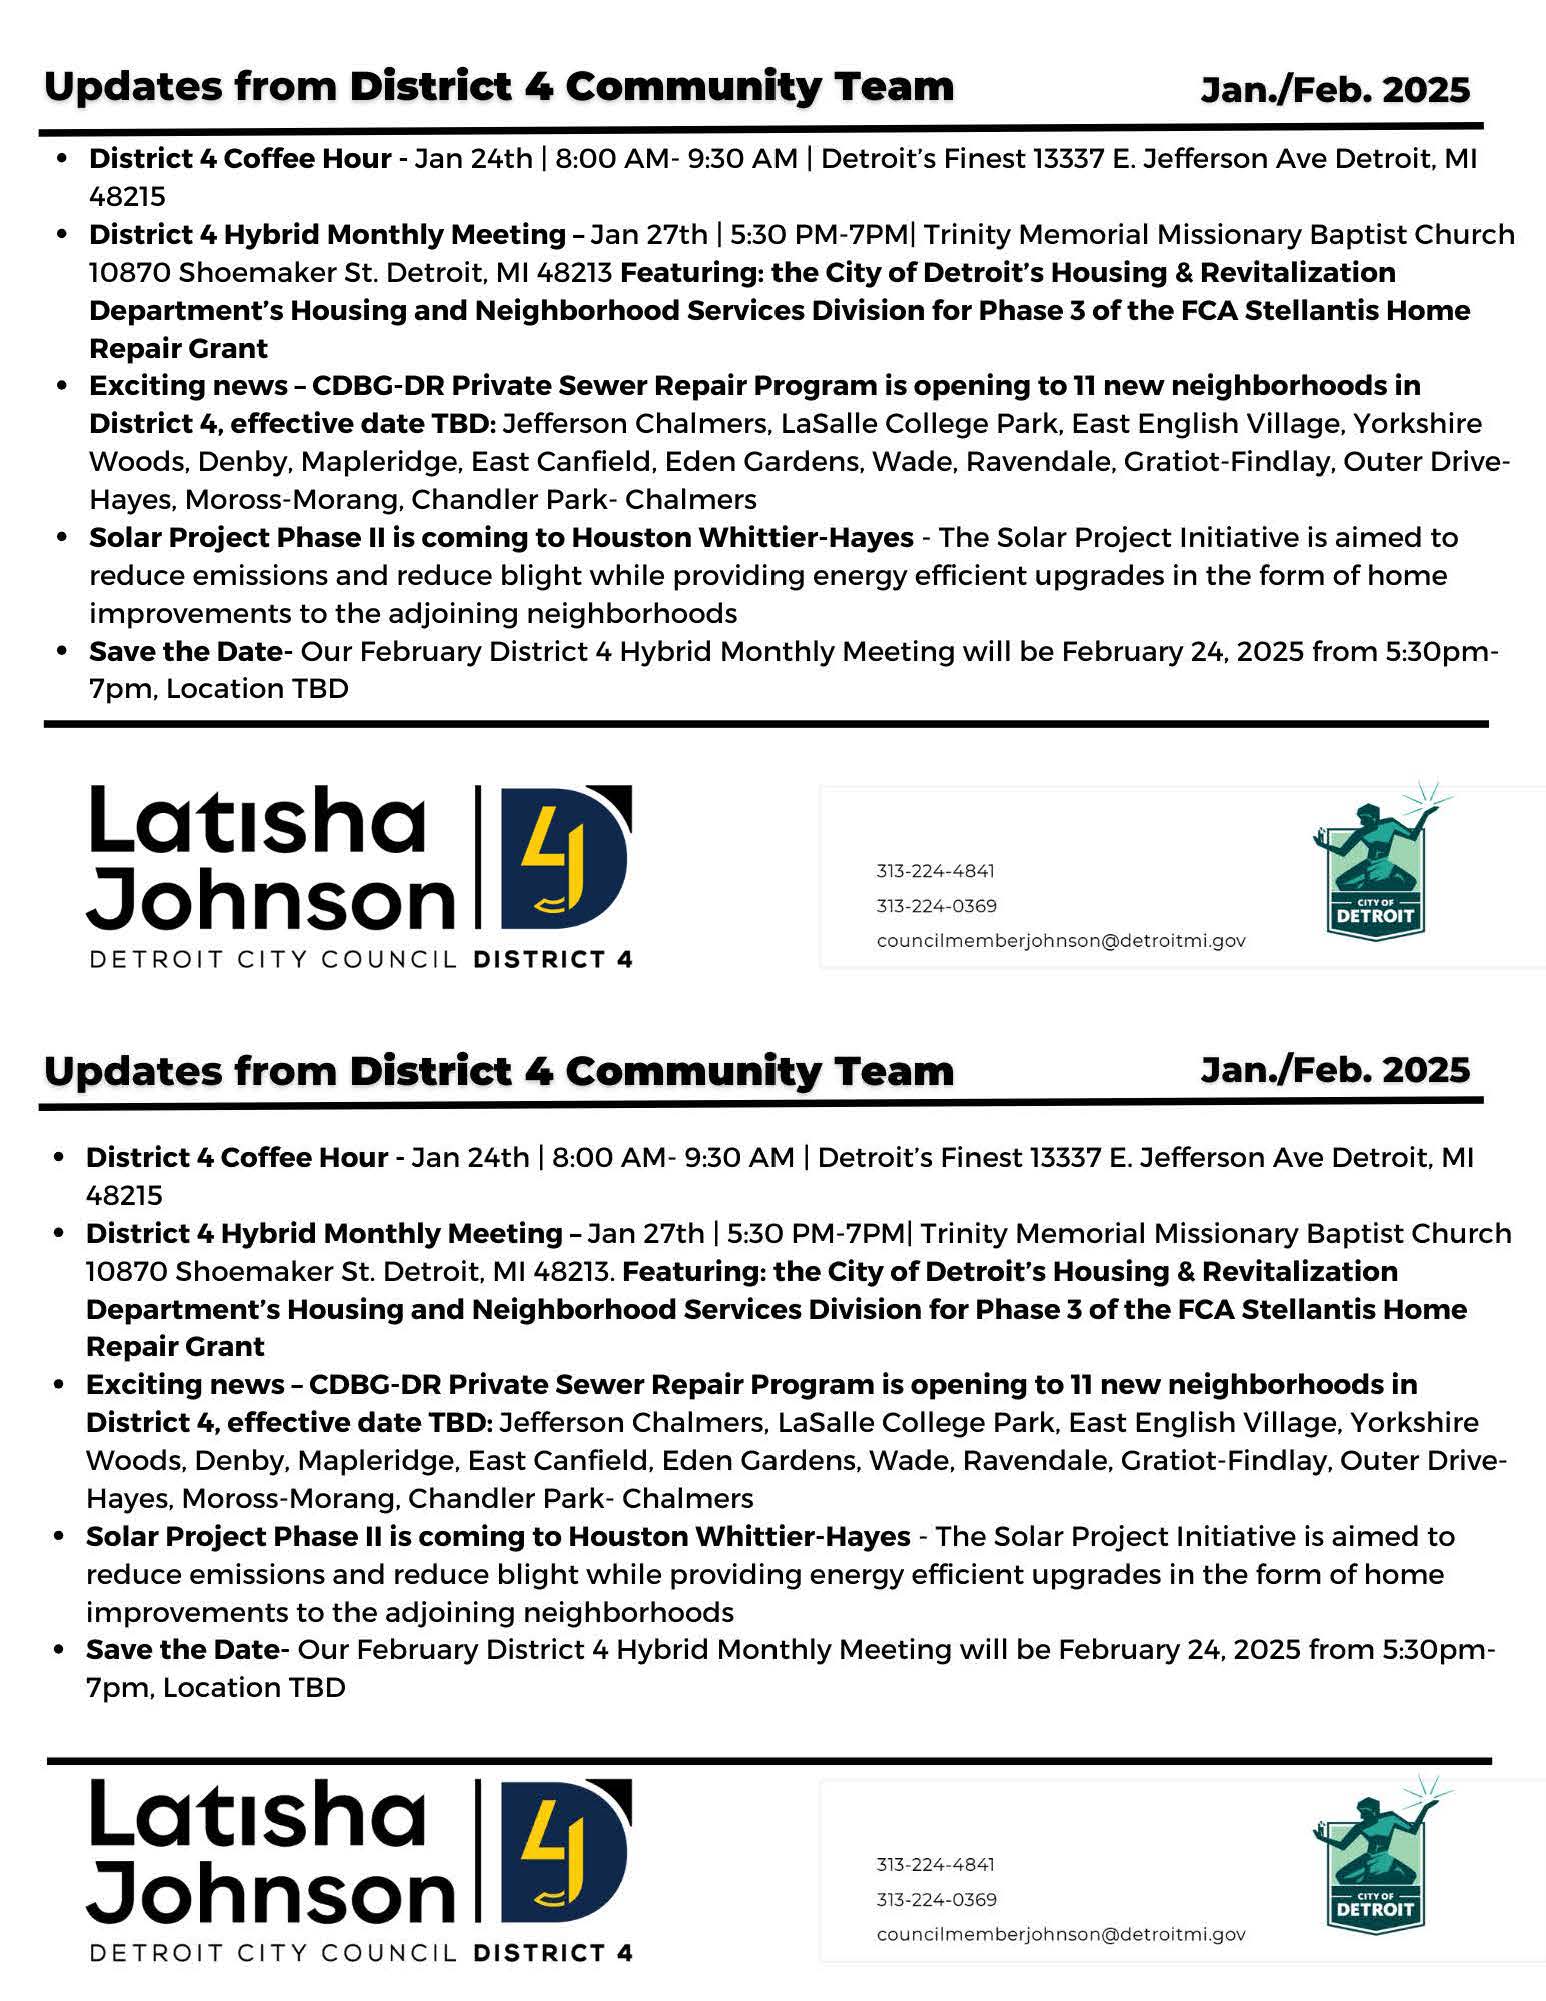 Updates from District 4 Community Team
Jan./Feb. 2025
• District 4 Coffee Hour - Jan 24th | 8:00 AM- 9:30 AM | Detroit's Finest 13337 E. Jefferson Ave Detroit, MI
48215
• District 4 Hybrid Monthly Meeting – Jan 27th | 5:30 PM-7PM| Trinity Memorial Missionary Baptist Church
10870 Shoemaker St. Detroit, MI 48213 Featuring: the City of Detroit's Housing & Revitalization
Department's Housing and Neighborhood Services Division for Phase 3 of the FCA Stellantis Home
Repair Grant
• Exciting news – CDBG-DR Private Sewer Repair Program is opening to 11 new neighborhoods in
District 4, effective date TBD: Jefferson Chalmers, LaSalle College Park, East English Village, Yorkshire
Woods, Denby, Mapleridge, East Canfield, Eden Gardens, Wade, Ravendale, Gratiot-Findlay, Outer Drive-
Hayes, Moross-Morang, Chandler Park- Chalmers
• Solar Project Phase II is coming to Houston Whittier-Hayes - The Solar Project Initiative is aimed to
reduce emissions and reduce blight while providing energy efficient upgrades in the form of home
improvements to the adjoining neighborhoods
• Save the Date- Our February District 4 Hybrid Monthly Meeting will be February 24, 2025 from 5:30pm-
7pm, Location TBD
Latisha
Johnson
4
DETROIT CITY COUNCIL DISTRICT 4
313-224-4841
313-224-0369
councilmemberjohnson@detroitmi.gov
CITY OF
DETROIT
Updates from District 4 Community Team
Jan./Feb. 2025
• District 4 Coffee Hour - Jan 24th | 8:00 AM- 9:30 AM | Detroit's Finest 13337 E. Jefferson Ave Detroit, MI
48215
• District 4 Hybrid Monthly Meeting – Jan 27th | 5:30 PM-7PM| Trinity Memorial Missionary Baptist Church
10870 Shoemaker St. Detroit, MI 48213. Featuring: the City of Detroit's Housing & Revitalization
Department's Housing and Neighborhood Services Division for Phase 3 of the FCA Stellantis Home
Repair Grant
• Exciting news – CDBG-DR Private Sewer Repair Program is opening to 11 new neighborhoods in
District 4, effective date TBD: Jefferson Chalmers, LaSalle College Park, East English Village, Yorkshire
Woods, Denby, Mapleridge, East Canfield, Eden Gardens, Wade, Ravendale, Gratiot-Findlay, Outer Drive-
Hayes, Moross-Morang, Chandler Park- Chalmers
• Solar Project Phase II is coming to Houston Whittier-Hayes - The Solar Project Initiative is aimed to
reduce emissions and reduce blight while providing energy efficient upgrades in the form of home
improvements to the adjoining neighborhoods
• Save the Date- Our February District 4 Hybrid Monthly Meeting will be February 24, 2025 from 5:30pm-
7pm, Location TBD
Latisha
Johnson
4
DETROIT CITY COUNCIL DISTRICT 4
313-224-4841
313-224-0369
councilmemberjohnson@detroitmi.gov
CITY OF
DETROIT